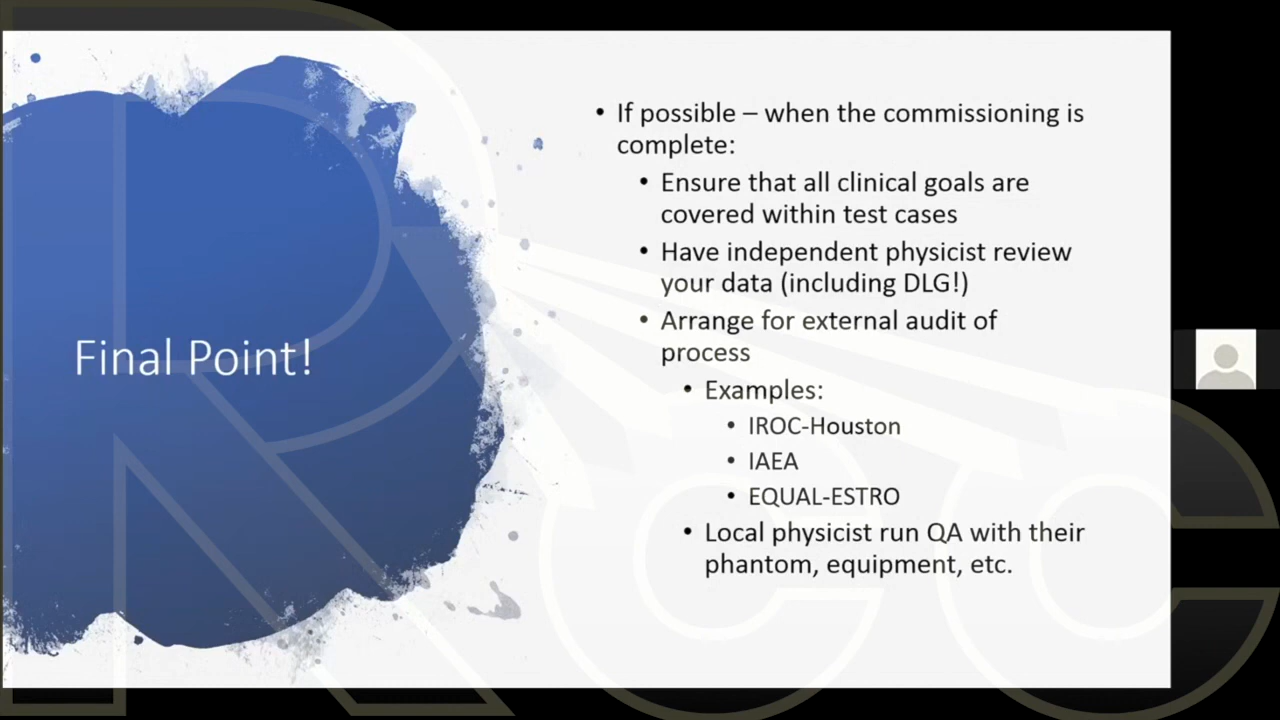 Final Point!
• If possible – when the commissioning is
complete:
• Ensure that all clinical goals are
covered within test cases
• Have independent physicist review
your data (including DLG!)
• Arrange for external audit of
process
• Examples:
• IROC-Houston
• IAEA
• EQUAL-ESTRO
• Local physicist run QA with their
phantom, equipment, etc.
RCC